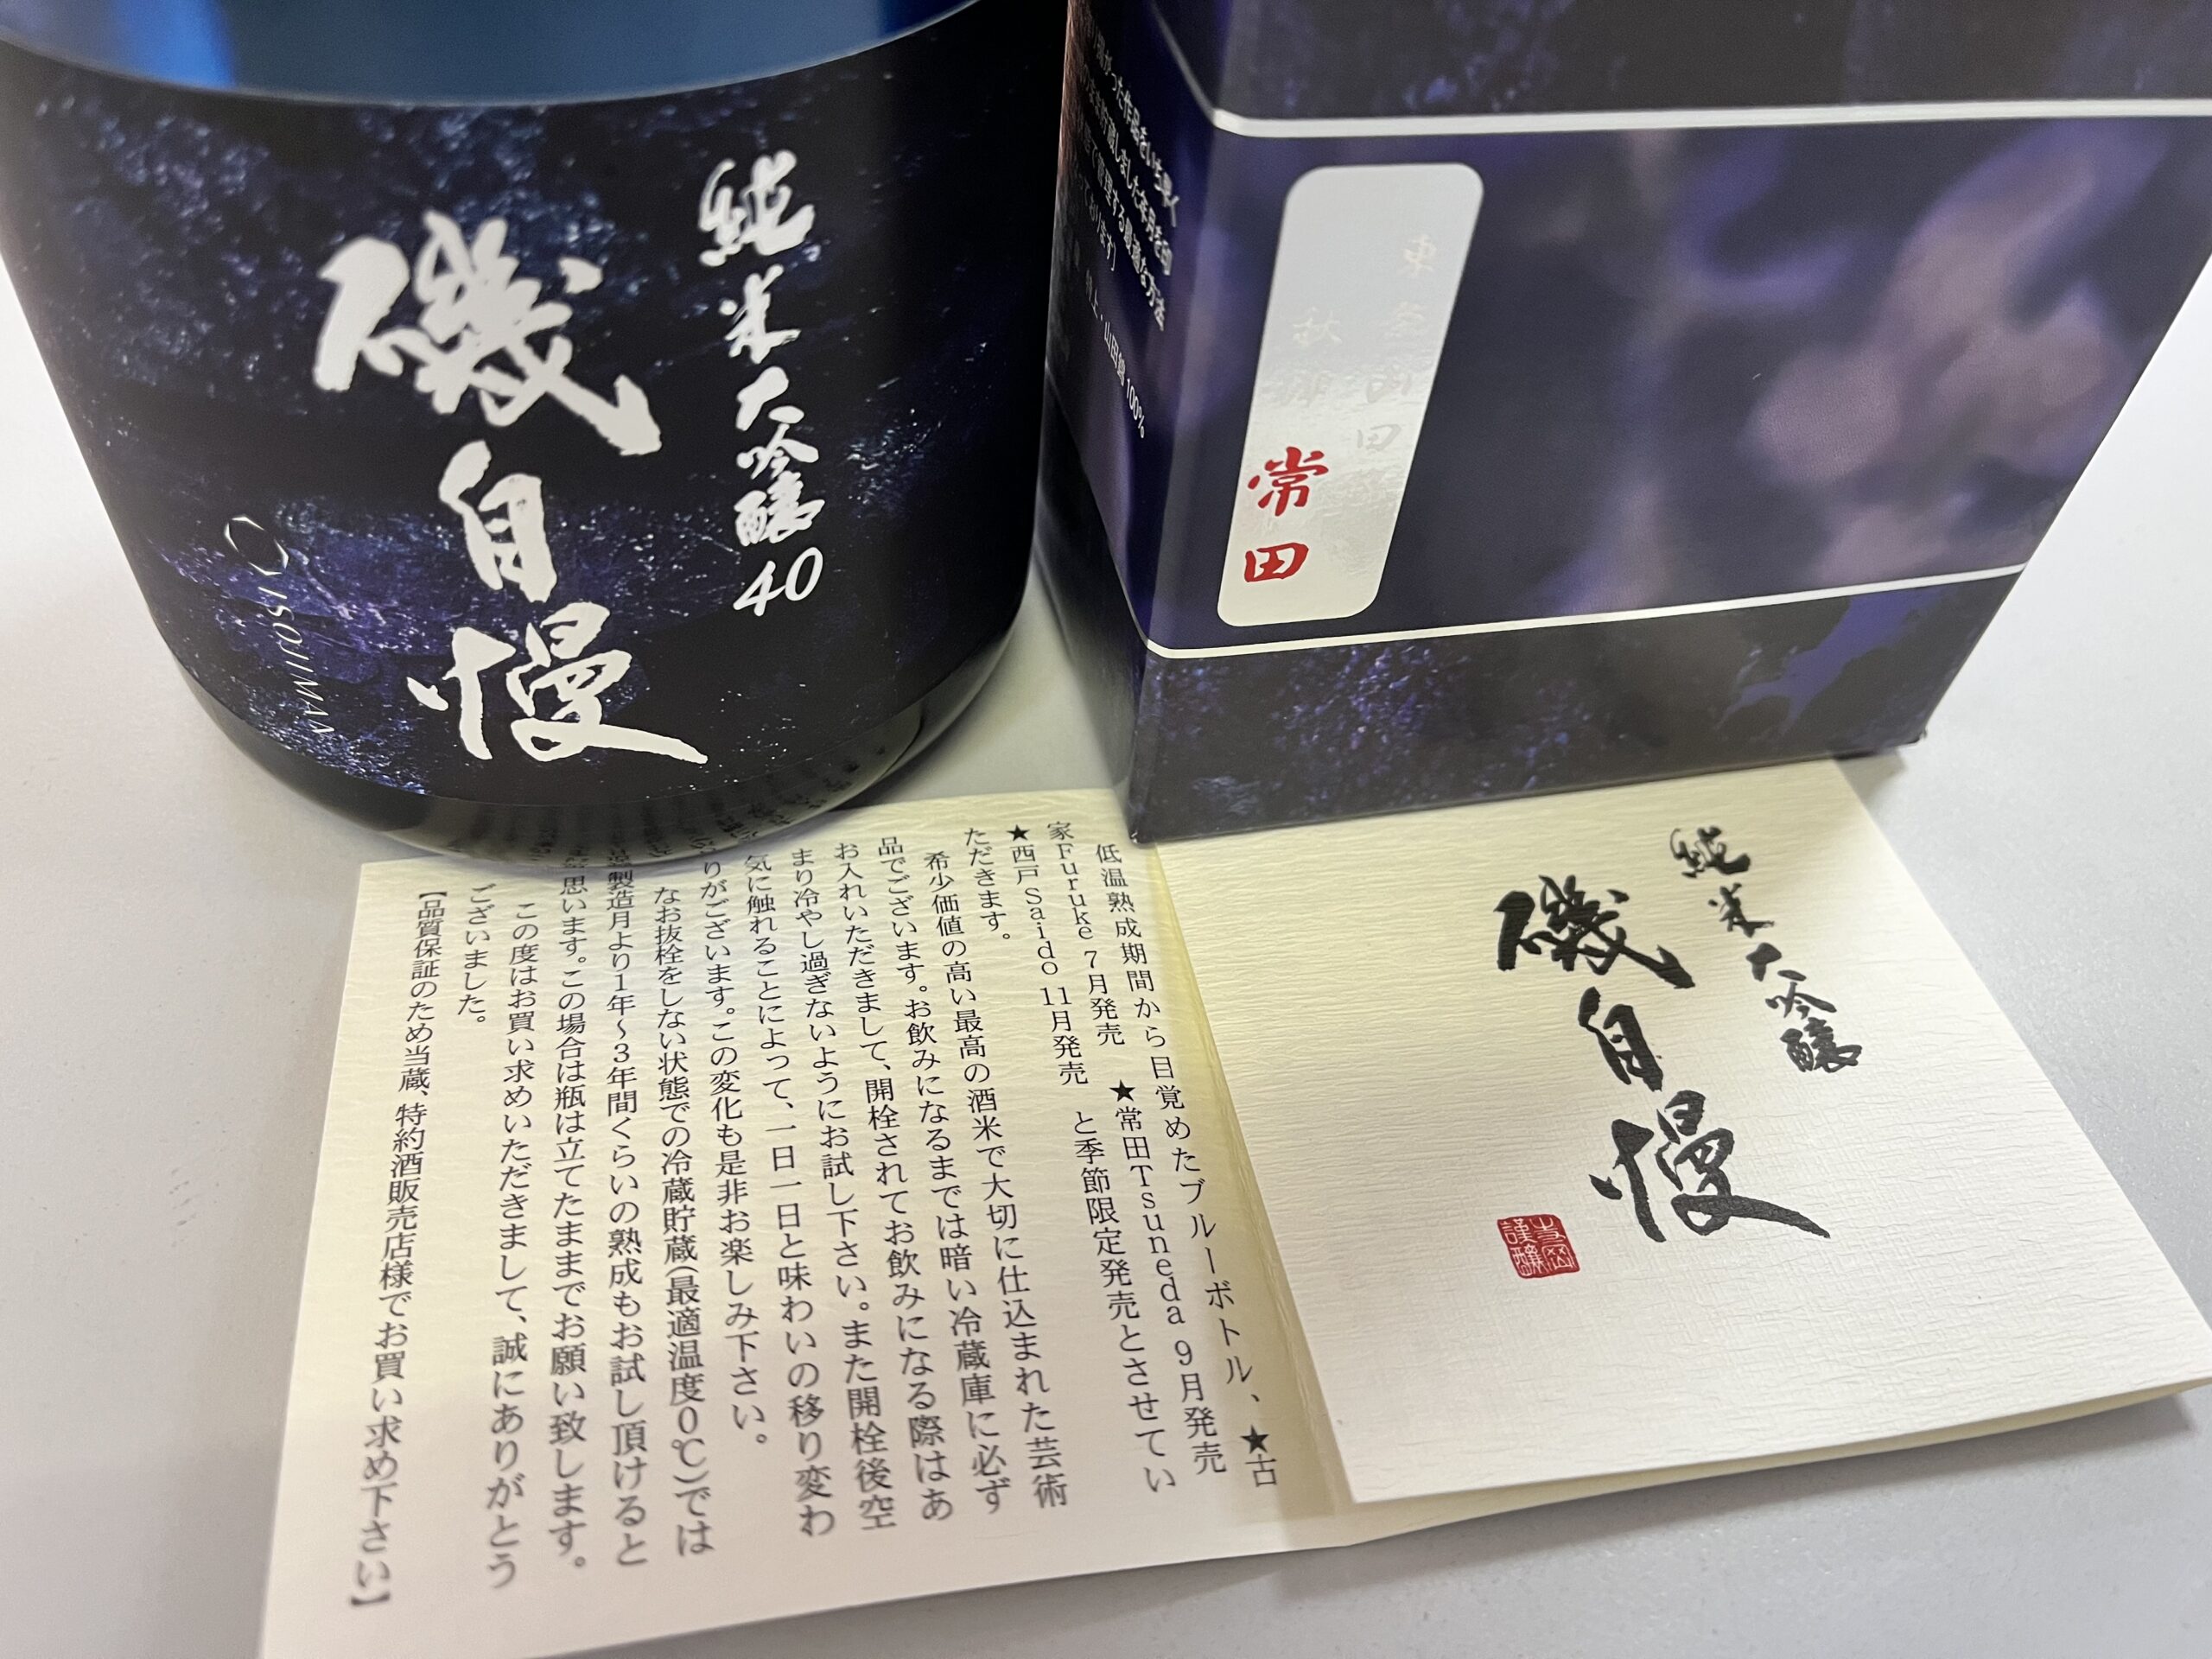 純米大吟醸40
磯自慢
ISOJIMAN
山田錦100%
東条
秋津
常田
純米大吟醸
磯自慢
低温熟成期間から目覚めたブルーボトル、★古
家Furuke 7月発売 ★常田Tsuneda 9月発売
★西戸Saido 11月発売 と季節限定発売とさせてい
ただきます。
希少価値の高い最高の酒米で大切に仕込まれた芸術
品でございます。お飲みになるまでは暗い冷蔵庫に必ず
お入れいただきまして、開栓されてお飲みになる際はあ
まり冷やし過ぎないようにお試し下さい。また開栓後空
気に触れることによって、一日一日と味わいの移り変わ
りがございます。この変化も是非お楽しみ下さい。
なお抜栓をしない状態での冷蔵貯蔵(最適温度0℃)では
製造月より1年〜3年間くらいの熟成もお試し頂けると
思います。この場合は瓶は立てたままでお願い致します。
この度はお買い求めいただきまして、誠にありがとう
ございました。
【品質保証のため当蔵、特約酒販売店様でお買い求め下さい】